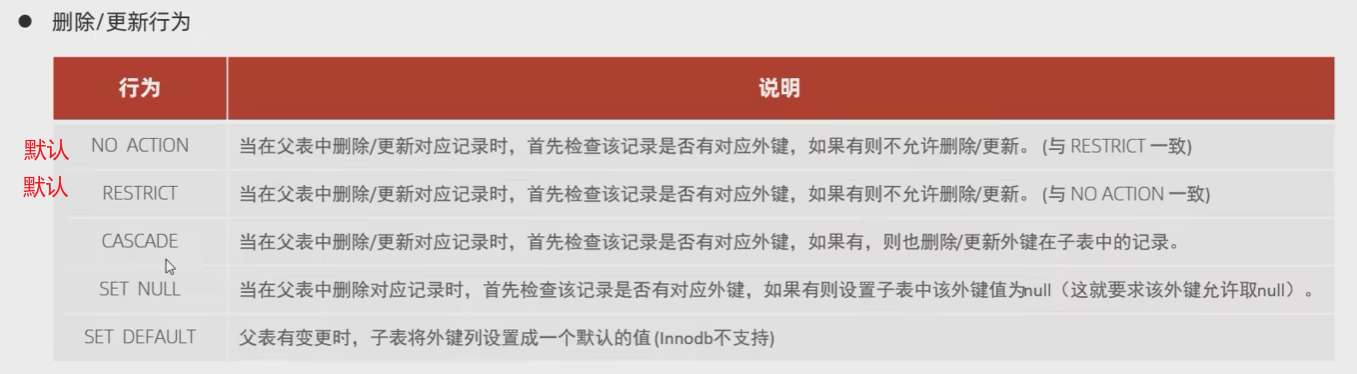 ● 删除/更新行为
行为 说明
默认 NO ACTION 当在父表中删除/更新对应记录时，首先检查该记录是否有对应外键，如果有则不允许删除/更新。 (与 RESTRICT 一致)
默认 RESTRICT 当在父表中删除/更新对应记录时，首先检查该记录是否有对应外键，如果有则不允许删除/更新。 (与 NO ACTION 一致)
CASCADE 当在父表中删除/更新对应记录时，首先检查该记录是否有对应外键，如果有，则也删除/更新外键在子表中的记录。
SET NULL 当在父表中删除对应记录时，首先检查该记录是否有对应外键，如果有则设置子表中该外键值为null（这就要求该外键允许取null）。
SET DEFAULT 父表有变更时，子表将外键列设置成一个默认的值 (Innodb不支持)